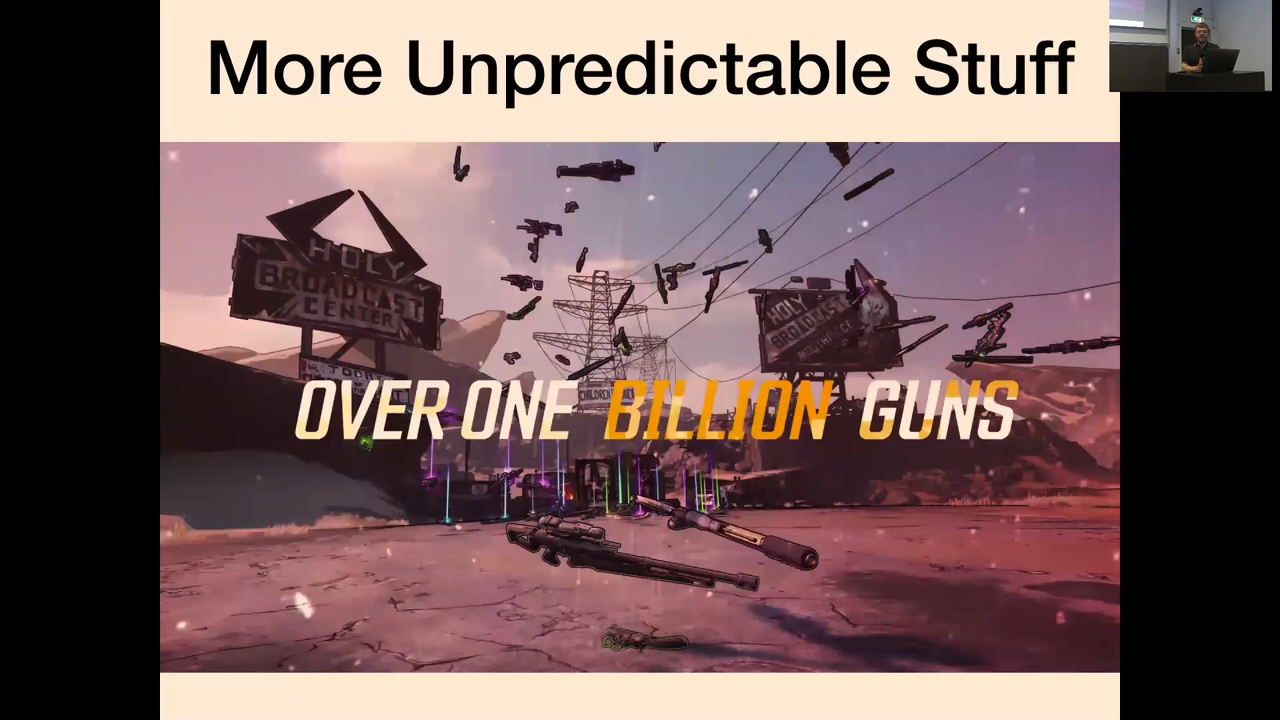 More Unpredictable Stuff
HOLY
BROADCAST
CENTER
HOLY
BROADCAST
OVER ONE BILLION GUNS